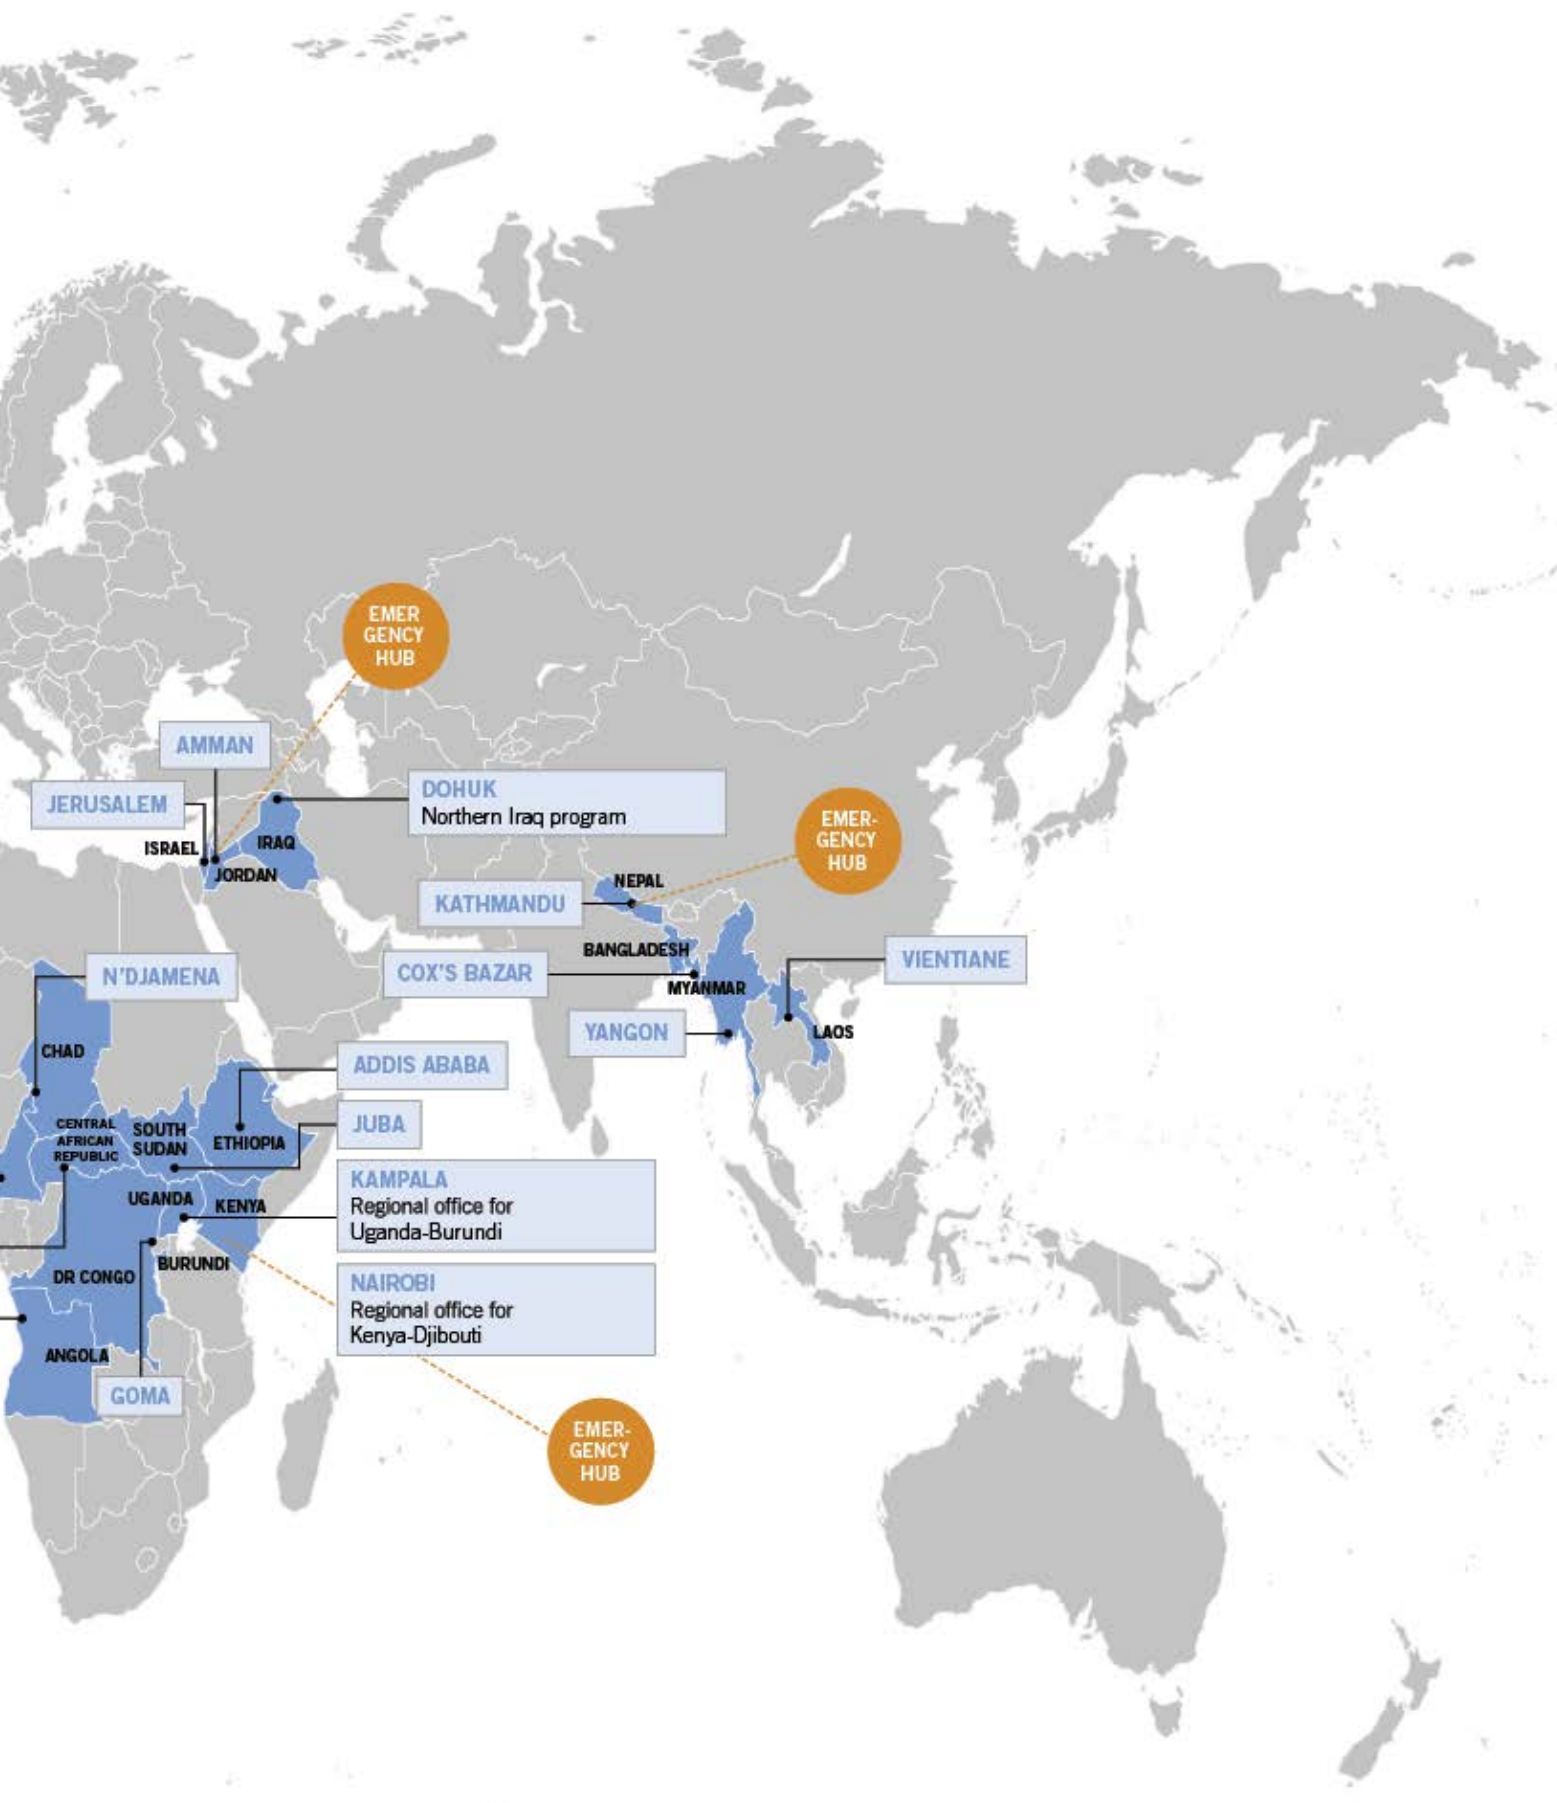 EMER
GENCY
HUB
AMMAN
JERUSALEM
DOHUK
Northern Iraq program
ISRAEL
IRAQ
JORDAN
EMER-
GENCY
HUB
NEPAL
KATHMANDU
BANGLADESH
COX'S BAZAR
MYANMAR
VIENTIANE
N'DJAMENA
YANGON
LAOS
CHAD
ADDIS ABABA
CENTRAL
AFRICAN
REPUBLIC
SOUTH
SUDAN
ETHIOPIA
JUBA
KAMPALA
Regional office for
Uganda-Burundi
UGANDA
KENYA
BURUNDI
DR CONGO
NAIROBI
Regional office for
Kenya-Djibouti
ANGOLA
GOMA
EMER-
GENCY
HUB